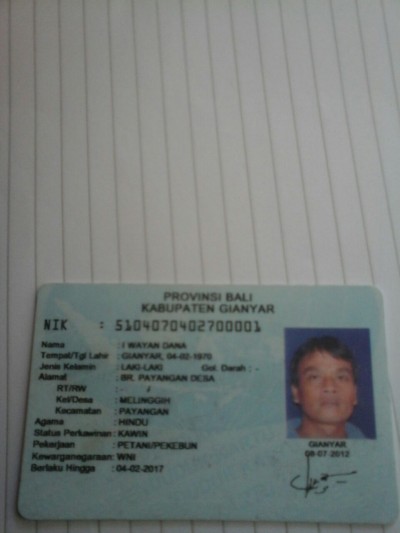 PROVINSI BALI
KABUPATEN GIANYAR
NIK : 5104070402700001
Nama : I WAYAN DANA
Tempat/Tgl Lahir : GIANYAR, 04-02-1970
Jenis Kelamin : LAKI-LAKI Gol. Darah : -
Alamat : BR. PAYANGAN DESA
RT/RW : - /
Kel/Desa : MELINGGIH
Kecamatan : PAYANGAN
Agama : HINDU
Status Perkawinan : KAWIN
Pekerjaan : PETANI/PEKEBUN
Kewarganegaraan : WNI
Berlaku Hingga : 04-02-2017
GIANYAR
08-07-2012